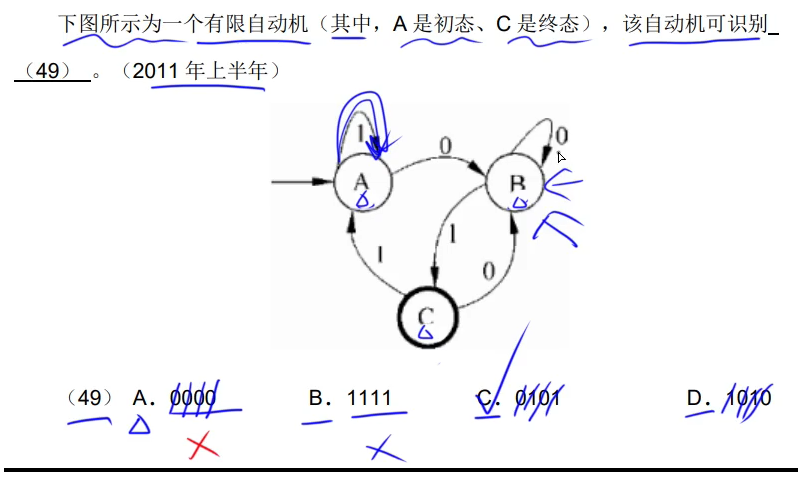 下图所示为一个有限自动机（其中，A 是初态、C 是终态），该自动机可识别
（49） 。（2011 年上半年）
1
0
0
A
B
1
1
0
C
（49） A．0000 B．1111 C．0101 D．1010